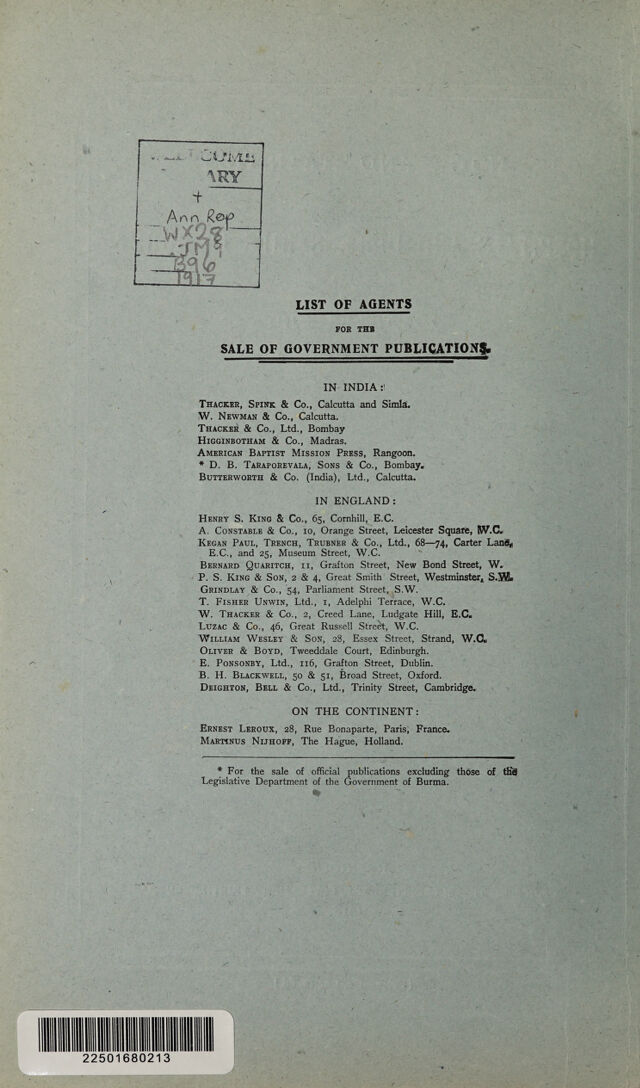 ARY
+
Ann Rep
WX28
.JM9
B96
1917
LIST OF AGENTS
FOR THE
SALE OF GOVERNMENT PUBLICATIONS.
IN INDIA:
THACKER, SPINK & Co., Calcutta and Simla.
W. NEWMAN & Co., Calcutta.
THACKER & Co., Ltd., Bombay
HIGGINBOTHAM & Co., Madras.
AMERICAN BAPTIST MISSION PRESS, Rangoon.
* D. B. TARAPOREVALA, SONS & Co., Bombay.
BUTTERWORTH & Co. (India), Ltd., Calcutta.
IN ENGLAND:
HENRY S. KING & Co., 65, Cornhill, E.C.
A. CONSTABLE & Co., 10, Orange Street, Leicester Square, W.C.
KEGAN PAUL, TRENCH, TRUBNER & Co., Ltd., 68—74, Carter Lane,
E.C., and 25, Museum Street, W.C.
BERNARD QUARITCH, 11, Grafton Street, New Bond Street, W.
P. S. KING & SON, 2 & 4, Great Smith Street, Westminster, S.W.
GRINDLAY & Co., 54, Parliament Street, S.W.
T. FISHER UNWIN, Ltd., 1, Adelphi Terrace, W.C.
W. THACKER & Co., 2, Creed Lane, Ludgate Hill, E.C.
LUZAC & Co., 46, Great Russell Street, W.C.
WILLIAM WESLEY & SON, 28, Essex Street, Strand, W.C.
OLIVER & BOYD, Tweeddale Court, Edinburgh.
E. PONSONBY, Ltd., 116, Grafton Street, Dublin.
B. H. BLACKWELL, 50 & 51, Broad Street, Oxford.
DEIGHTON, BELL & Co., Ltd., Trinity Street, Cambridge.
ON THE CONTINENT:
ERNEST LEROUX, 28, Rue Bonaparte, Paris, France.
MARTINUS NIJHOFF, The Hague, Holland.
* For the sale of official publications excluding those of the
Legislative Department of the Government of Burma.
22501680213